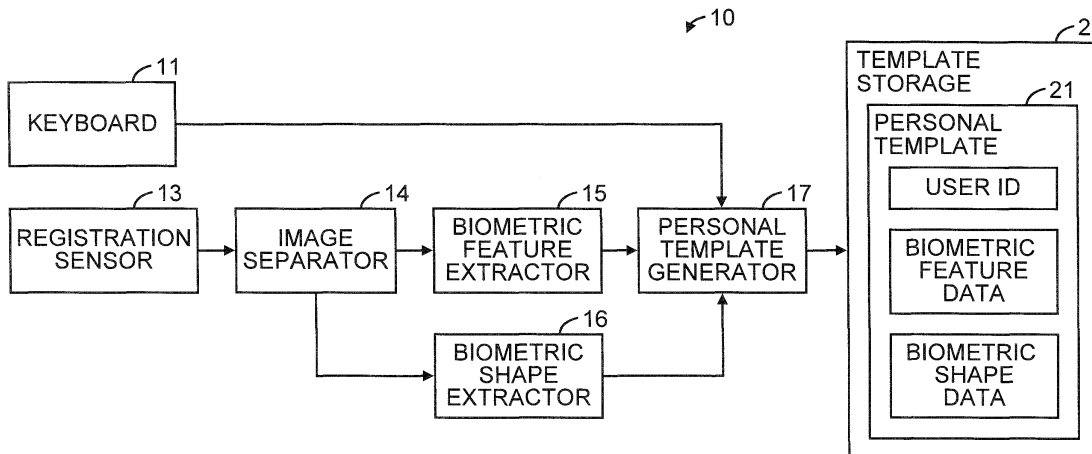 10
2
TEMPLATE
STORAGE
11
KEYBOARD
21
PERSONAL
TEMPLATE
USER ID
BIOMETRIC
FEATURE
DATA
BIOMETRIC
SHAPE
DATA
13
REGISTRATION
SENSOR
14
IMAGE
SEPARATOR
15
BIOMETRIC
FEATURE
EXTRACTOR
17
PERSONAL
TEMPLATE
GENERATOR
16
BIOMETRIC
SHAPE
EXTRACTOR